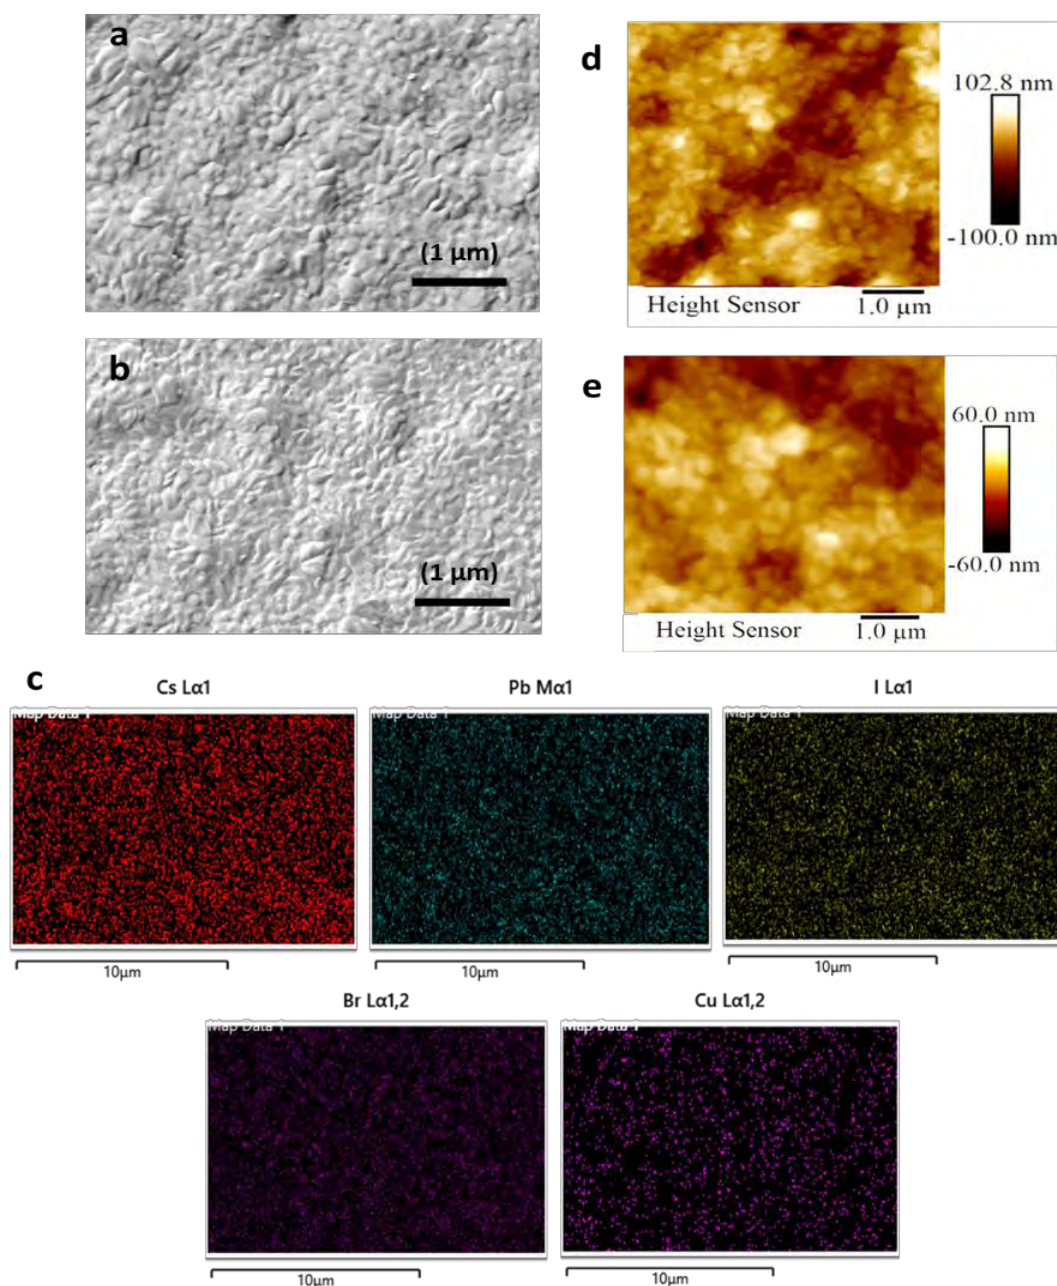 a
(1 µm)
b
(1 µm)
d
102.8 nm
-100.0 nm
Height Sensor
1.0 µm
e
60.0 nm
-60.0 nm
Height Sensor
1.0 µm
c
Cs Lα1
Map Data 1
10µm
Pb Mα1
Map Data 1
10µm
I Lα1
Map Data 1
10µm
Br Lα1,2
Map Data 1
10µm
Cu Lα1,2
Map Data 1
10µm